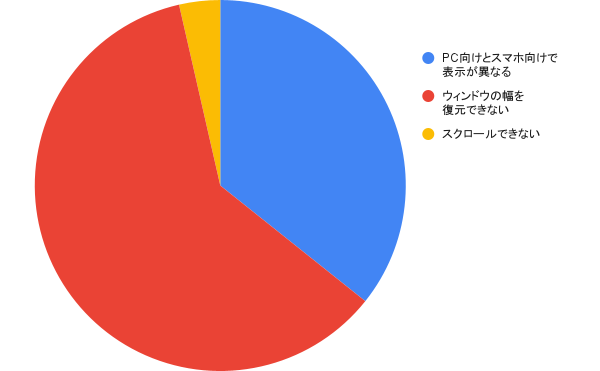 PC向けとスマホ向けで
表示が異なる
ウィンドウの幅を
復元できない
スクロールできない